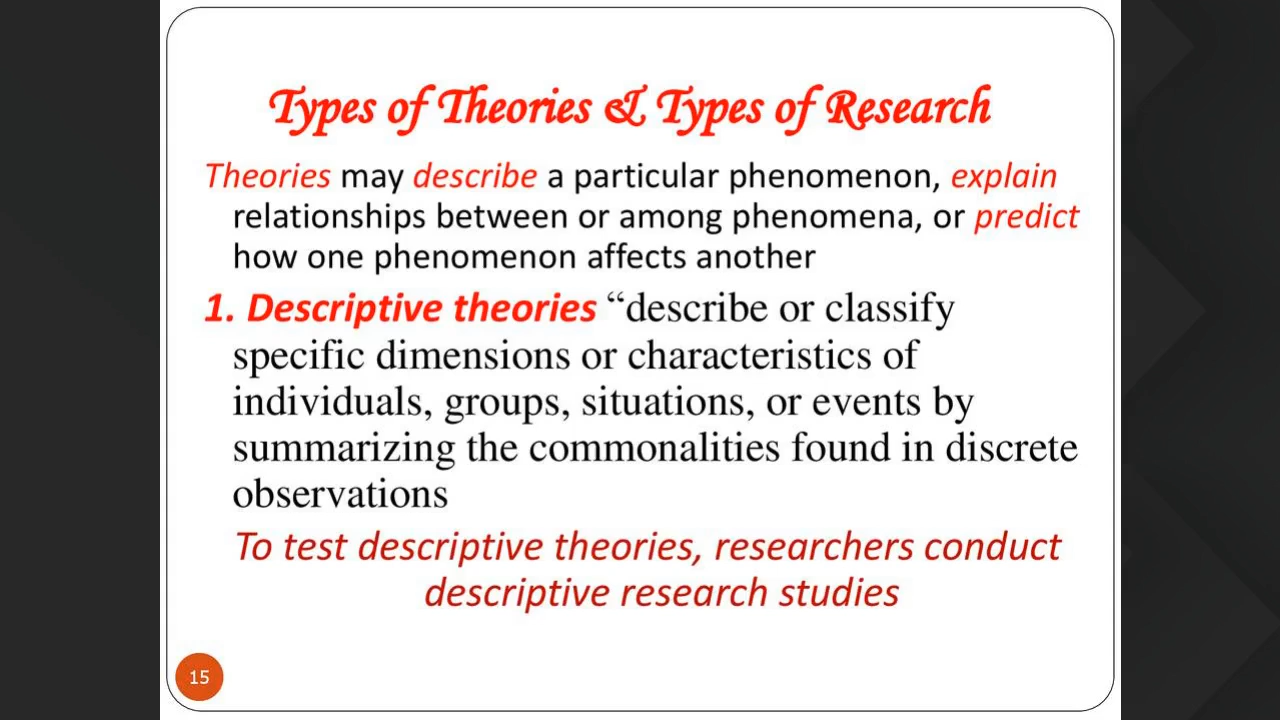 Types of Theories & Types of Research
Theories may describe a particular phenomenon, explain
relationships between or among phenomena, or predict
how one phenomenon affects another
1. Descriptive theories “describe or classify
specific dimensions or characteristics of
individuals, groups, situations, or events by
summarizing the commonalities found in discrete
observations
To test descriptive theories, researchers conduct
descriptive research studies
15